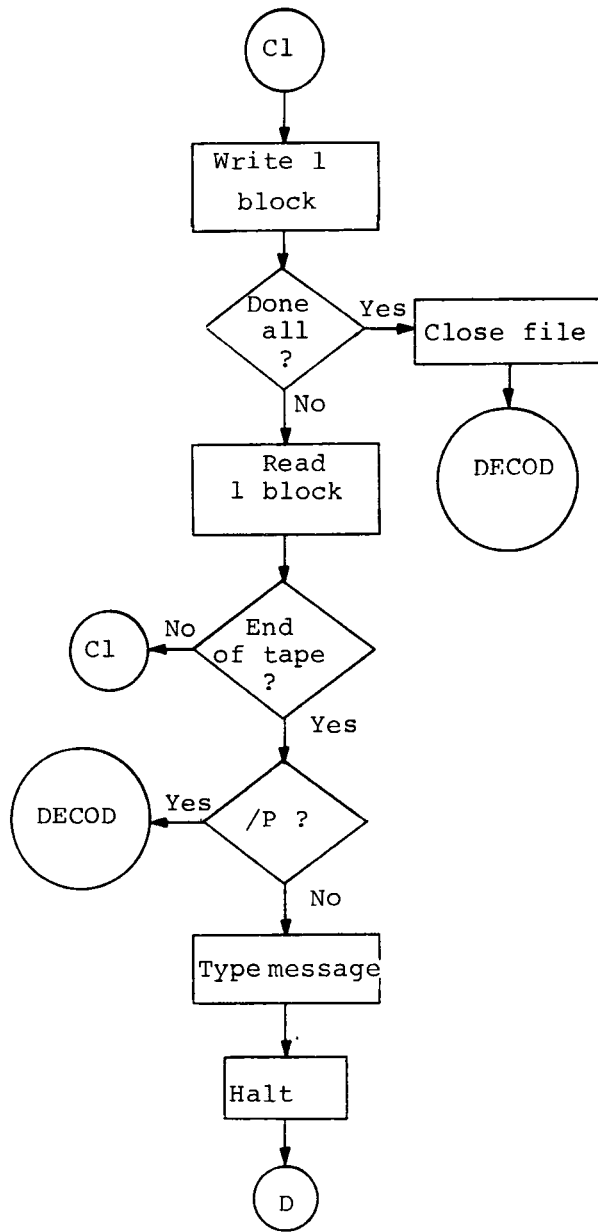 C1
Write 1
block
Done
all
?
Yes
Close file
No
DECOD
Read
1 block
End
of tape
?
No
C1
Yes
/P ?
Yes
DECOD
No
Type message
Halt
D